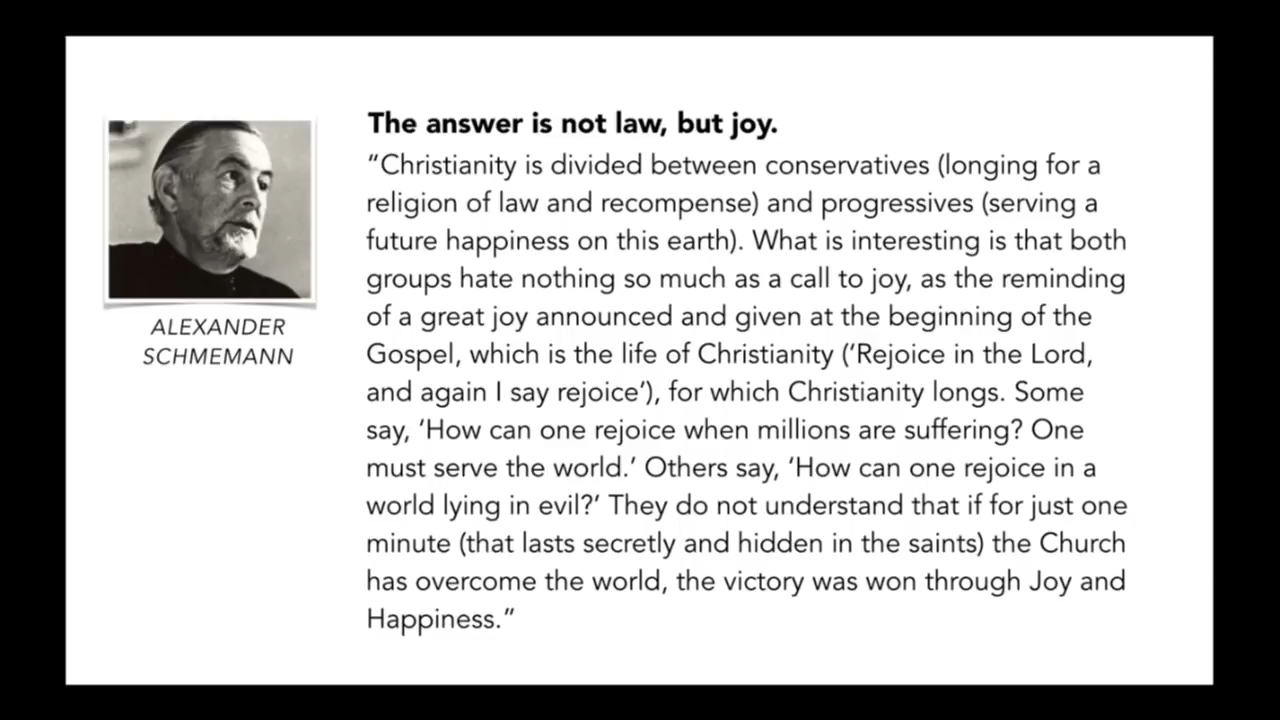 The answer is not law, but joy.
“Christianity is divided between conservatives (longing for a
religion of law and recompense) and progressives (serving a
future happiness on this earth). What is interesting is that both
groups hate nothing so much as a call to joy, as the reminding
of a great joy announced and given at the beginning of the
Gospel, which is the life of Christianity (‘Rejoice in the Lord,
and again I say rejoice’), for which Christianity longs. Some
say, ‘How can one rejoice when millions are suffering? One
must serve the world.’ Others say, ‘How can one rejoice in a
world lying in evil?’ They do not understand that if for just one
minute (that lasts secretly and hidden in the saints) the Church
has overcome the world, the victory was won through Joy and
Happiness.”
ALEXANDER
SCHMEMANN